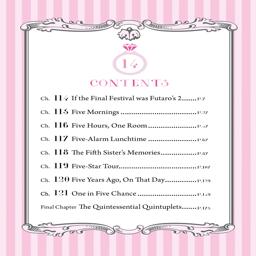 14
CONTENTS
Ch. 114 If the Final Festival was Futaro's 2
Ch. 115 Five Mornings
Ch. 116 Five Hours, One Room
Ch. 117 Five-Alarm Lunchtime
Ch. 118 The Fifth Sister's Memories
Ch. 119 Five-Star Tour
Ch. 120 Five Years Ago, On That Day
Ch. 121 One in Five Chance
Final Chapter The Quintessential Quintuplets